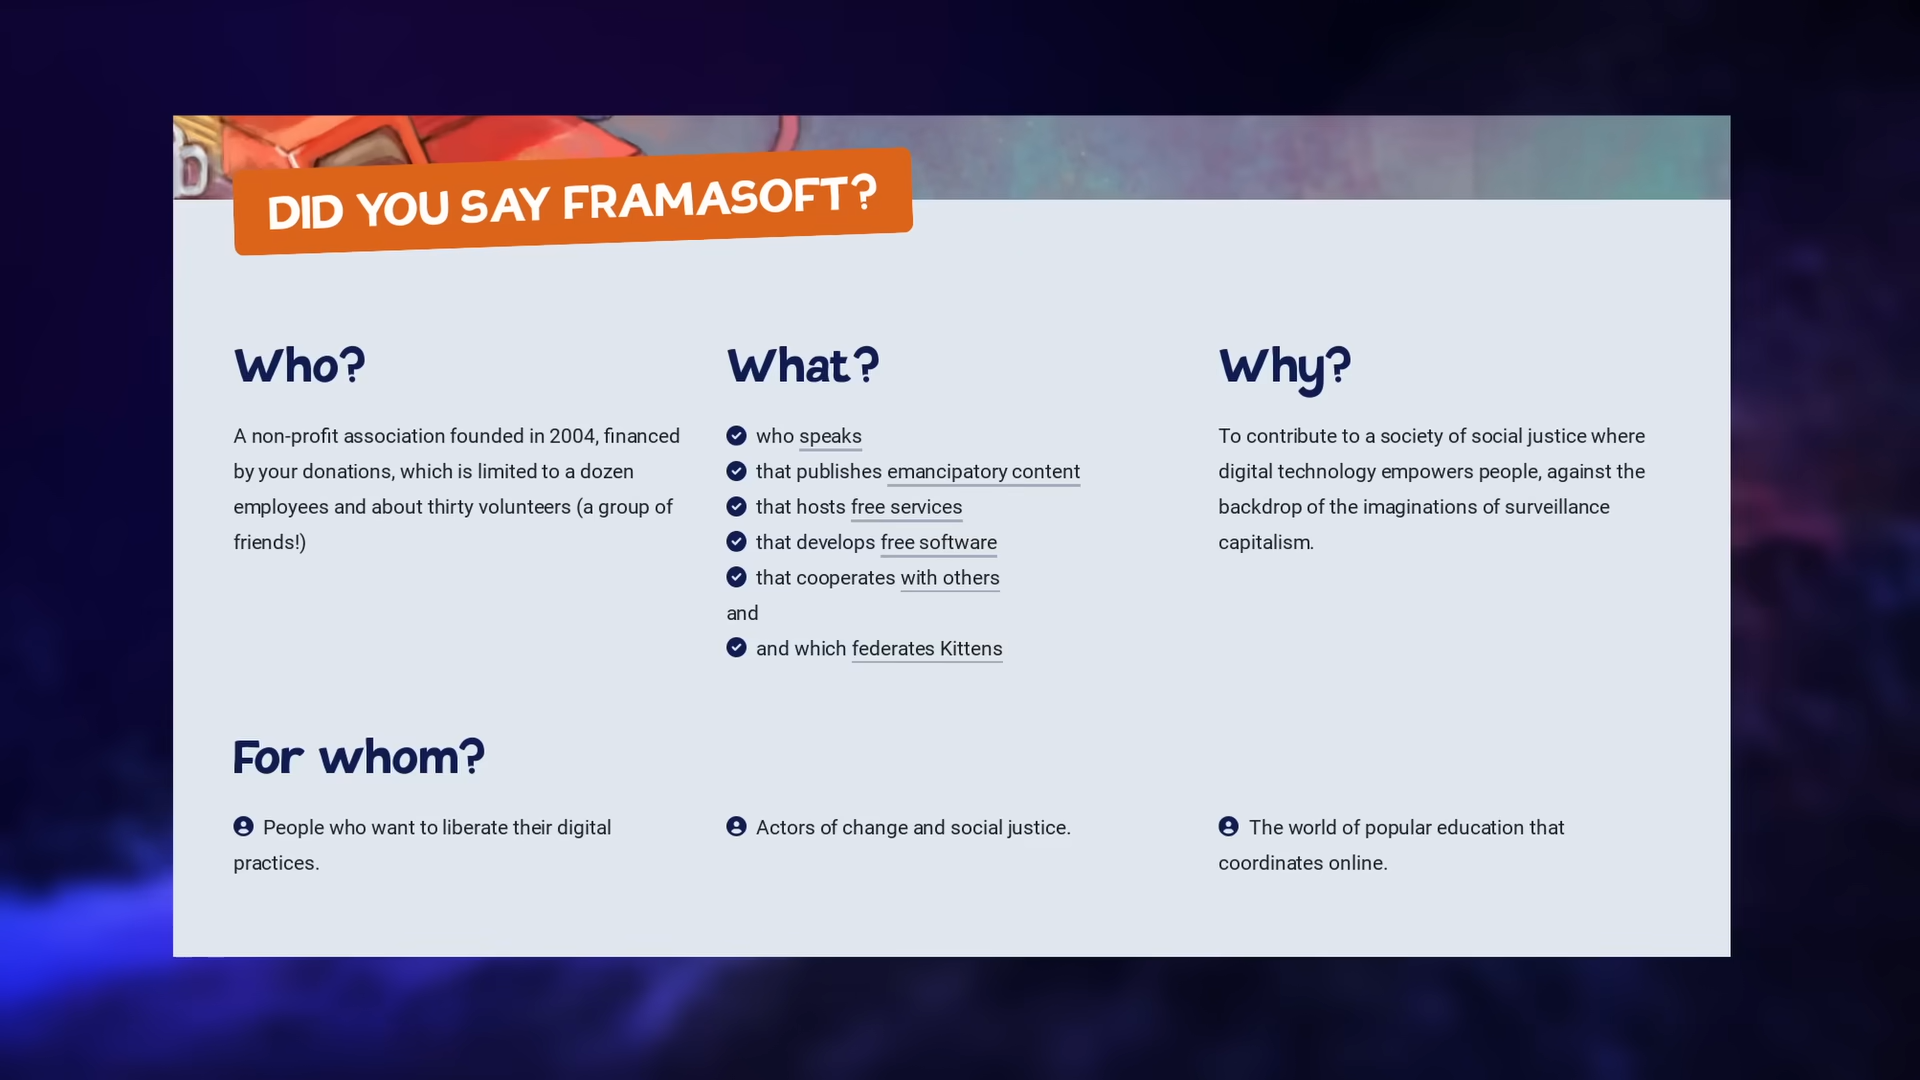 DID YOU SAY FRAMASOFT?
Who?
A non-profit association founded in 2004, financed
by your donations, which is limited to a dozen
employees and about thirty volunteers (a group of
friends!)
What?
who speaks
that publishes emancipatory content
that hosts free services
that develops free software
that cooperates with others
and
and which federates Kittens
Why?
To contribute to a society of social justice where
digital technology empowers people, against the
backdrop of the imaginations of surveillance
capitalism.
For whom?
People who want to liberate their digital
practices.
Actors of change and social justice.
The world of popular education that
coordinates online.